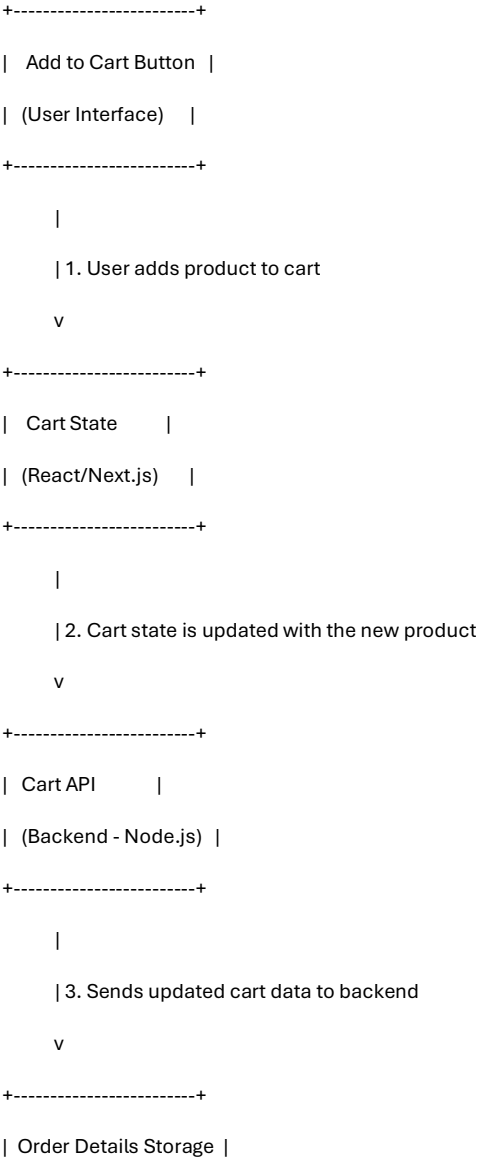 +-------------------------+
|    Add to Cart Button   |
|   (User Interface)     |
+-------------------------+
|
| 1. User adds product to cart
v
+-------------------------+
|    Cart State         |
|   (React/Next.js)      |
+-------------------------+
|
| 2. Cart state is updated with the new product
v
+-------------------------+
|   Cart API            |
|   (Backend - Node.js)   |
+-------------------------+
|
| 3. Sends updated cart data to backend
v
+-------------------------+
|  Order Details Storage  |